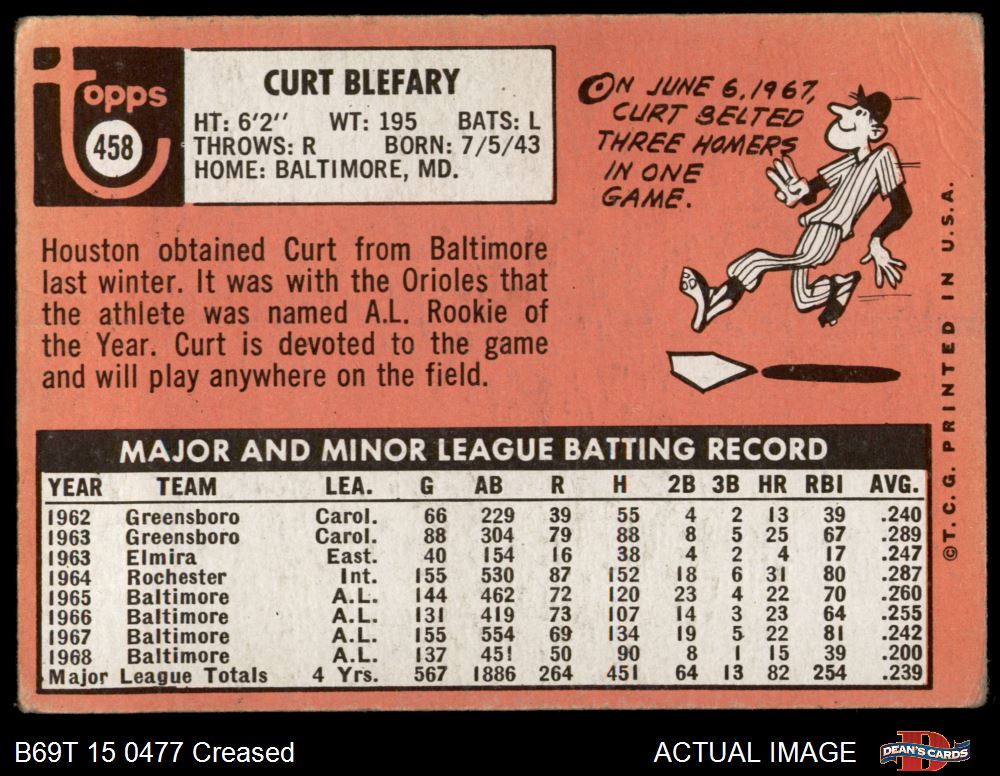 topps
458
CURT BLEFARY
HT: 6'2" WT: 195 BATS: L
THROWS: R BORN: 7/5/43
HOME: BALTIMORE, MD.
ON JUNE 6, 1967,
CURT BELTED
THREE HOMERS
IN ONE
GAME.
Houston obtained Curt from Baltimore
last winter. It was with the Orioles that
the athlete was named A.L. Rookie of
the Year. Curt is devoted to the game
and will play anywhere on the field.
MAJOR AND MINOR LEAGUE BATTING RECORD
YEAR TEAM LEA. G AB R H 2B 3B HR RBI AVG.
1962 Greensboro Carol. 66 229 39 55 4 2 13 39 .240
1963 Greensboro Carol. 88 304 79 88 8 5 25 67 .289
1963 Elmira East. 40 154 16 38 4 2 4 17 .247
1964 Rochester Int. 155 530 87 152 18 6 31 80 .287
1965 Baltimore A.L. 144 462 72 120 23 4 22 70 .260
1966 Baltimore A.L. 131 419 73 107 14 3 23 64 .255
1967 Baltimore A.L. 155 554 69 134 19 5 22 81 .242
1968 Baltimore A.L. 137 451 50 90 8 1 15 39 .200
Major League Totals 4 Yrs. 567 1886 264 451 64 13 82 254 .239
©T. C. G. PRINTED IN U.S.A.
B69T 15 0477 Creased
ACTUAL IMAGE
D
DEAN'S CARDS